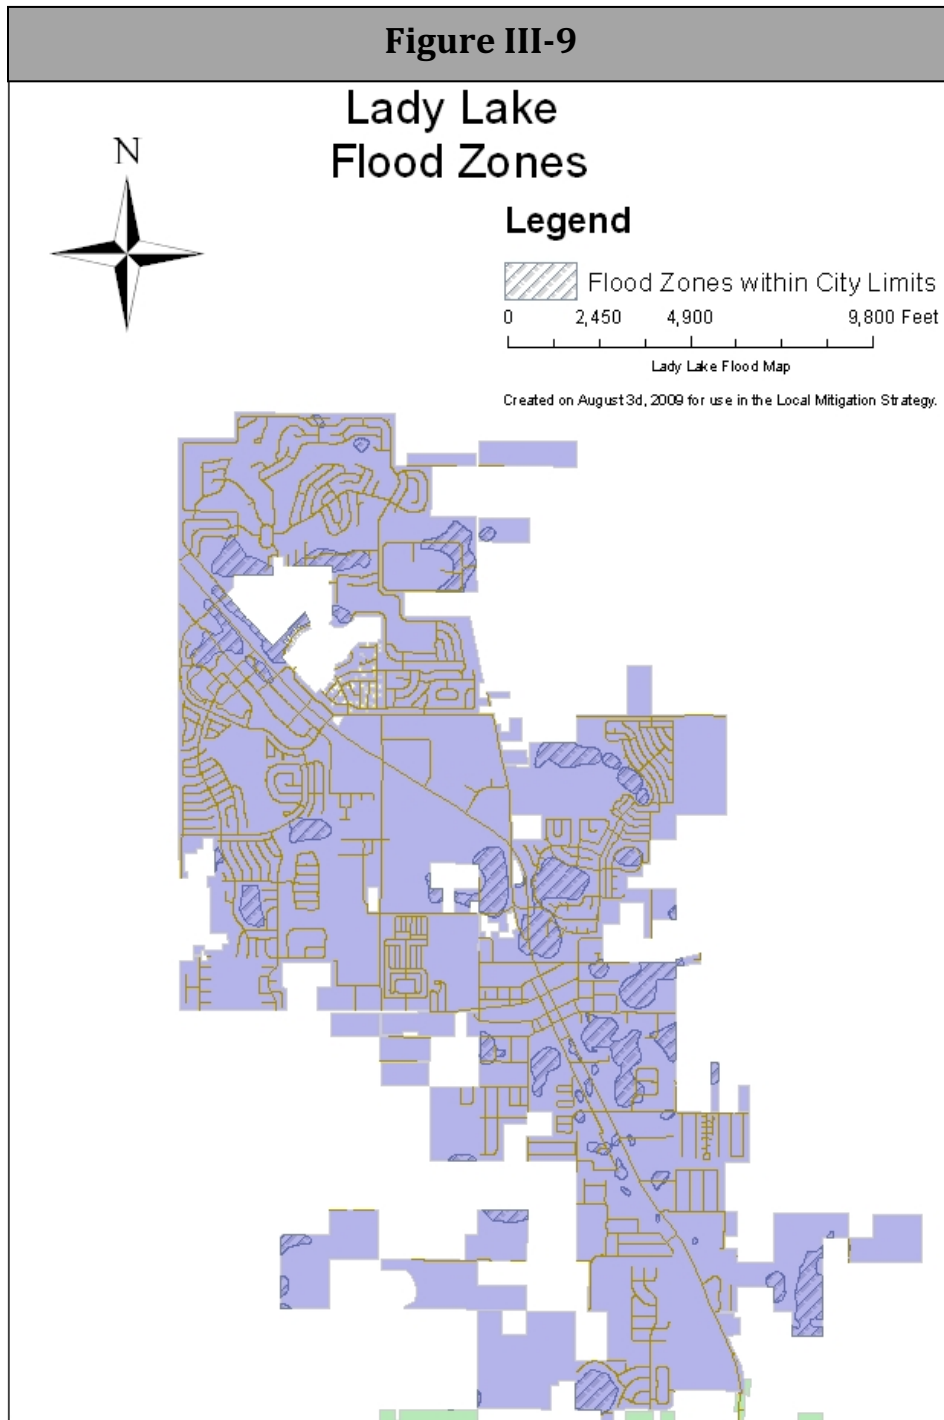 Figure III-9
Lady Lake
Flood Zones
N
Legend
Flood Zones within City Limits
0 2,450 4,900 9,800 Feet
Lady Lake Flood Map
Created on August 3d, 2009 for use in the Local Mitigation Strategy.